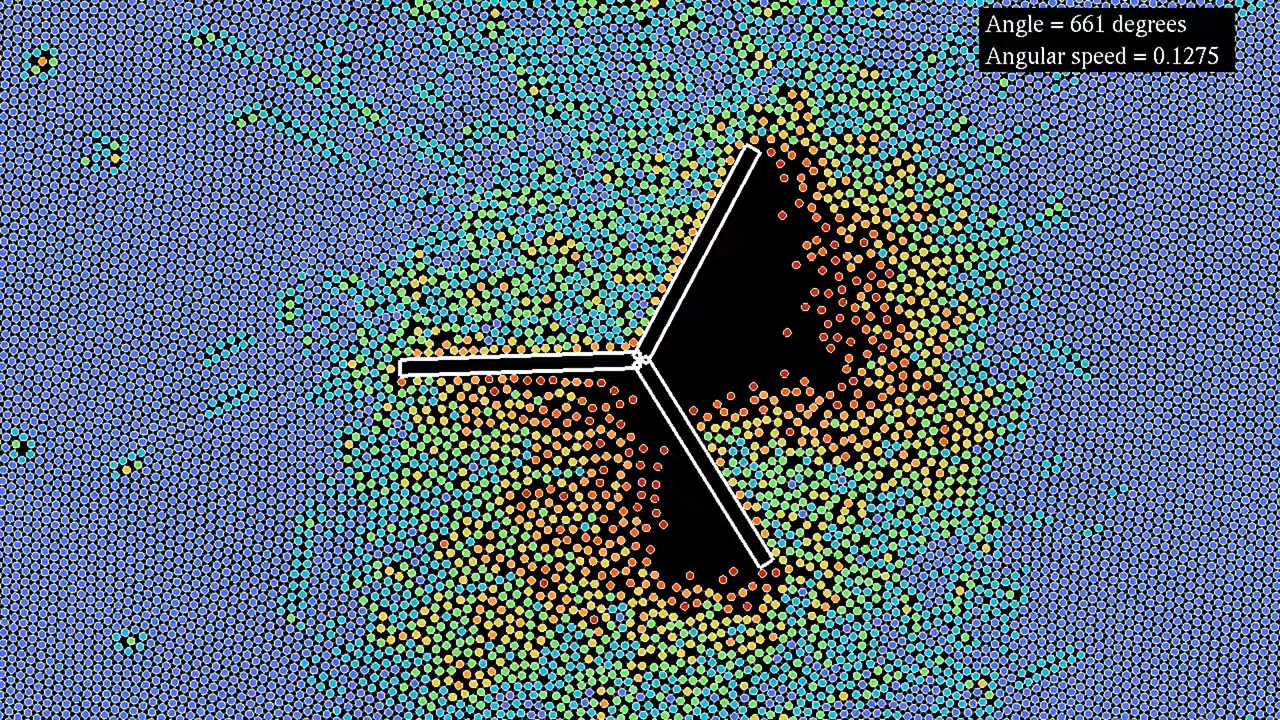 Angle = 661 degrees
Angular speed = 0.1275